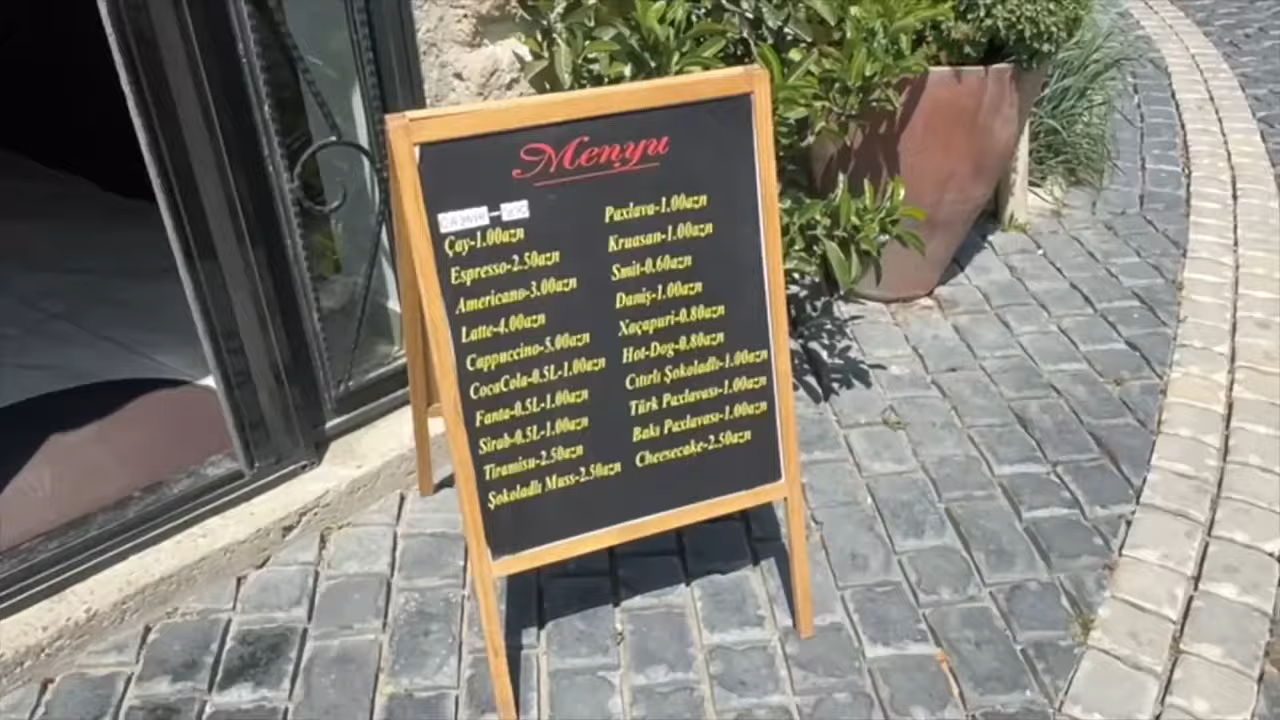 Menyu
Çay-1.00azn
Espresso-2.50azn
Americano-3.00azn
Latte-4.00azn
Cappuccino-5.00azn
CocaCola-0.5L-1.00azn
Fanta-0.5L-1.00azn
Sirab-0.5L-1.00azn
Tiramisu-2.50azn
Şokoladlı Muss-2.50azn
Paxlava-1.00azn
Kruasan-1.00azn
Smit-0.60azn
Daniş-1.00azn
Xaçapuri-0.80azn
Hot-Dog-0.80azn
Cıtırlı Şokoladlı-1.00azn
Türk Paxlavası-1.00azn
Bakı Paxlavası-1.00azn
Cheesecake-2.50azn